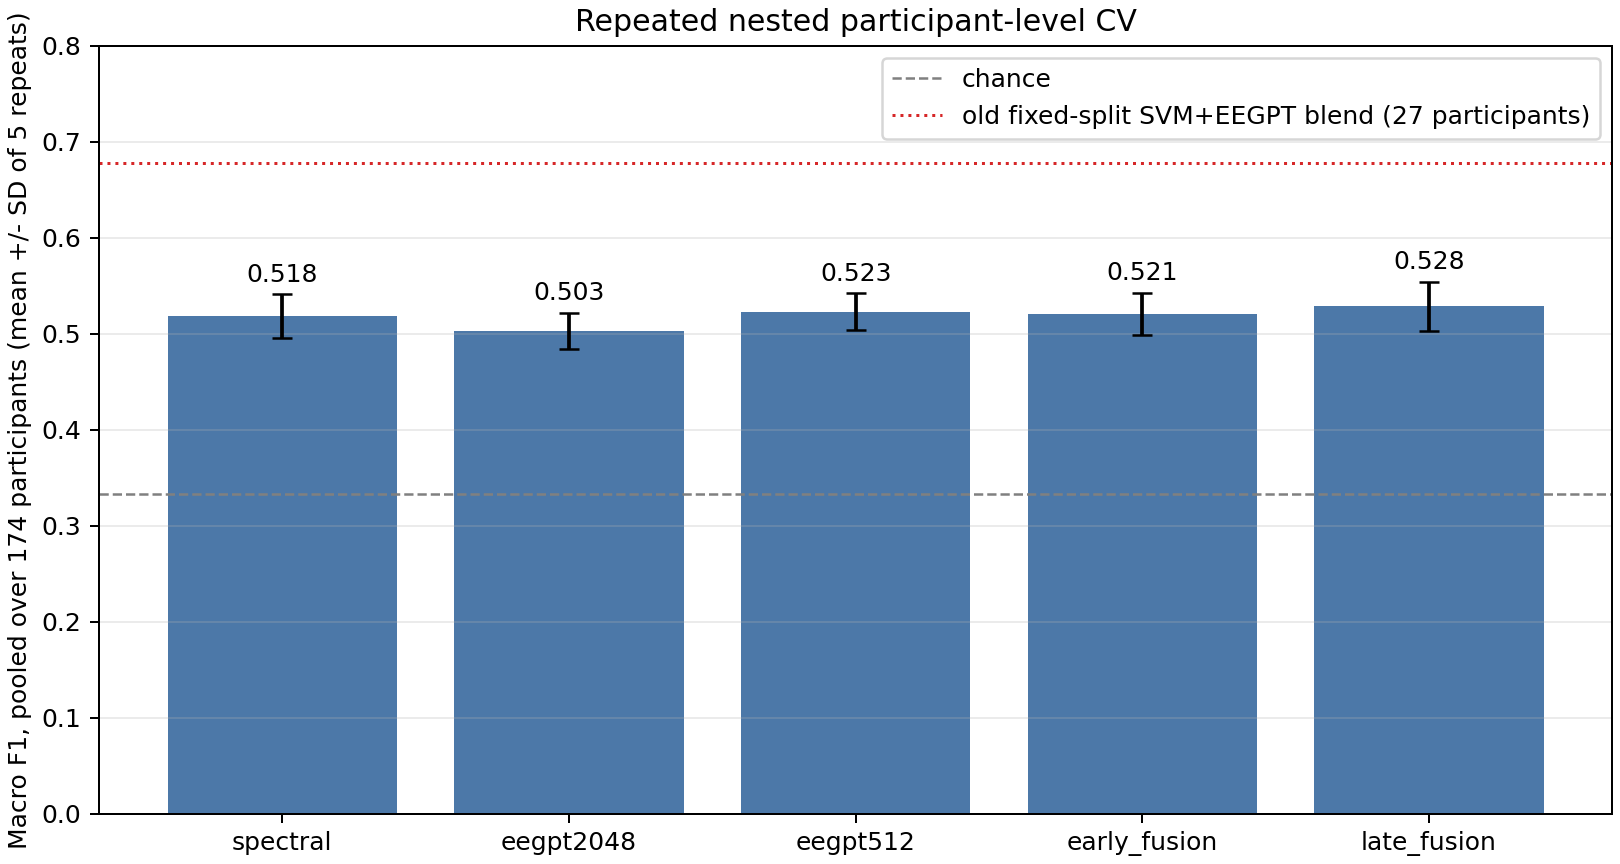 Repeated nested participant-level CV
Macro F1, pooled over 174 participants (mean +/- SD of 5 repeats)
0.8
0.7
0.6
0.5
0.4
0.3
0.2
0.1
0.0
chance
old fixed-split SVM+EEGPT blend (27 participants)
0.518
0.503
0.523
0.521
0.528
spectral
eegpt2048
eegpt512
early_fusion
late_fusion